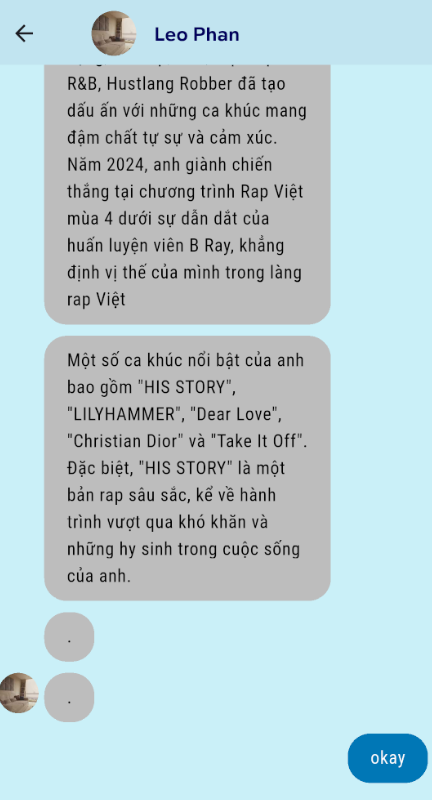 Leo Phan
R&B, Hustlang Robber đã tạo
dấu ấn với những ca khúc mang
đậm chất tự sự và cảm xúc.
Năm 2024, anh giành chiến
thắng tại chương trình Rap Việt
mùa 4 dưới sự dẫn dắt của
huấn luyện viên B Ray, khẳng
định vị thế của mình trong làng
rap Việt
Một số ca khúc nổi bật của anh
bao gồm "HIS STORY",
"LILYHAMMER", "Dear Love",
"Christian Dior" và "Take It Off".
Đặc biệt, "HIS STORY" là một
bản rap sâu sắc, kể về hành
trình vượt qua khó khăn và
những hy sinh trong cuộc sống
của anh.
.
.
okay